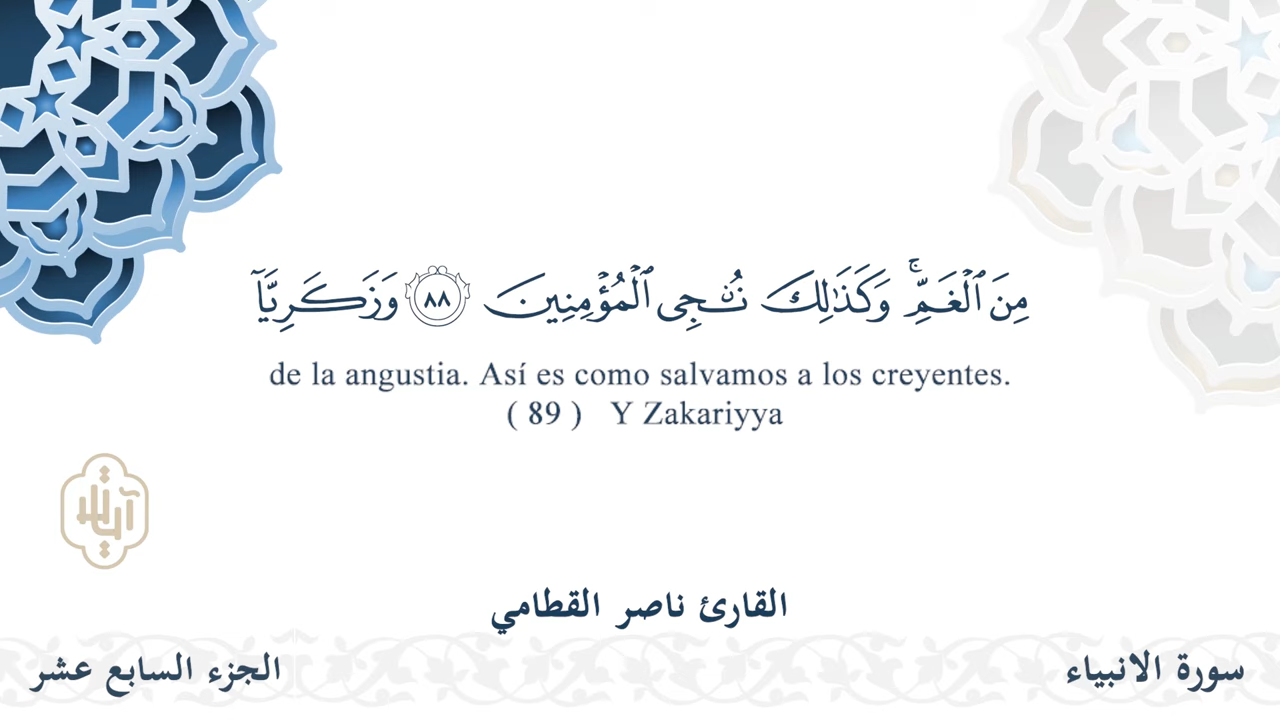 مِنَ ٱلْغَمِّ ۚ وَكَذَٰلِكَ نُـۨجِى ٱلْمُؤْمِنِينَ ٨٨ وَزَكَرِيَّآ
de la angustia. Así es como salvamos a los creyentes.
( 89 ) Y Zakariyya
القارئ ناصر القطامي
سورة الانبياء
الجزء السابع عشر